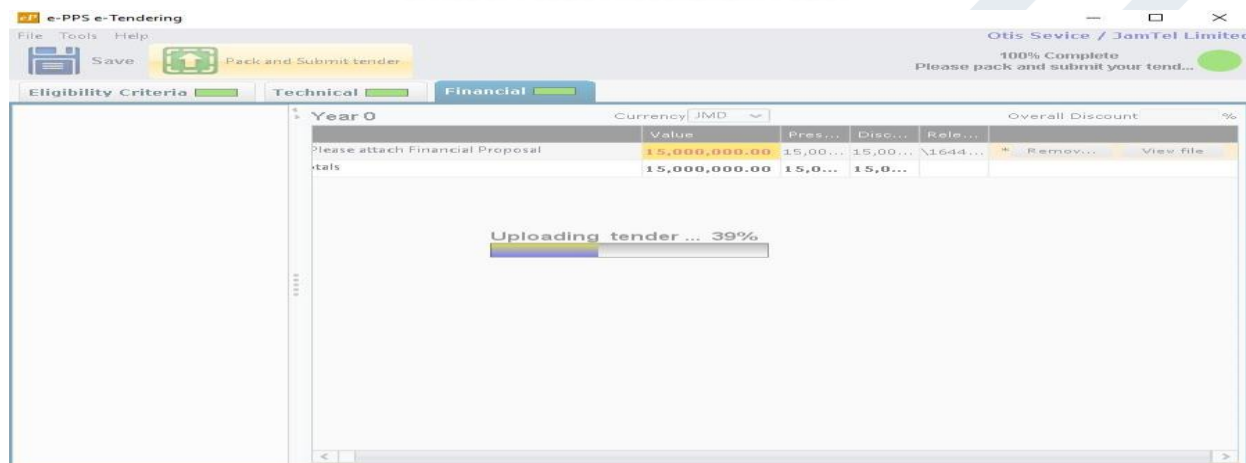 eP e-PPS e-Tendering
File Tools Help
Otis Sevice / JamTel Limited
Save
Pack and Submit tender
100% Complete
Please pack and submit your tend...
Eligibility Criteria
Technical
Financial
Year 0
Currency JMD
Overall Discount %
Value Pres... Disc... Rele...
Please attach Financial Proposal 15,000,000.00 15,00... 15,00... \1644... * Remov... View file
tals 15,000,000.00 15,0... 15,0...
Uploading tender ... 39%